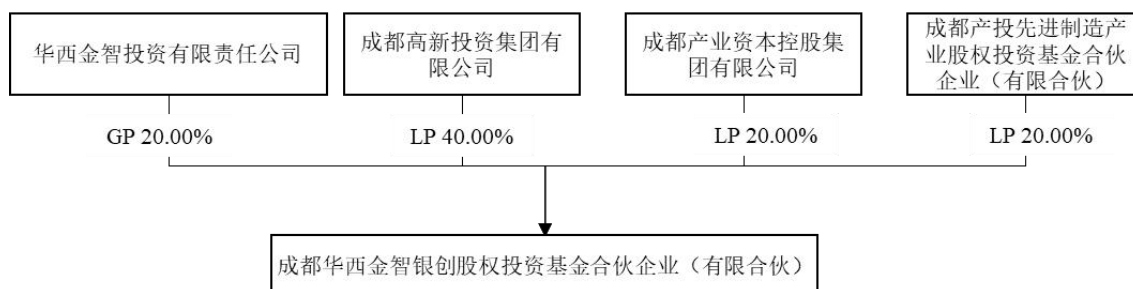 华西金智投资有限责任公司
成都高新投资集团有
限公司
成都产业资本控股集
团有限公司
成都产投先进制造产
业股权投资基金合伙
企业（有限合伙）
GP 20.00%
LP 40.00%
LP 20.00%
LP 20.00%
成都华西金智银创股权投资基金合伙企业（有限合伙）